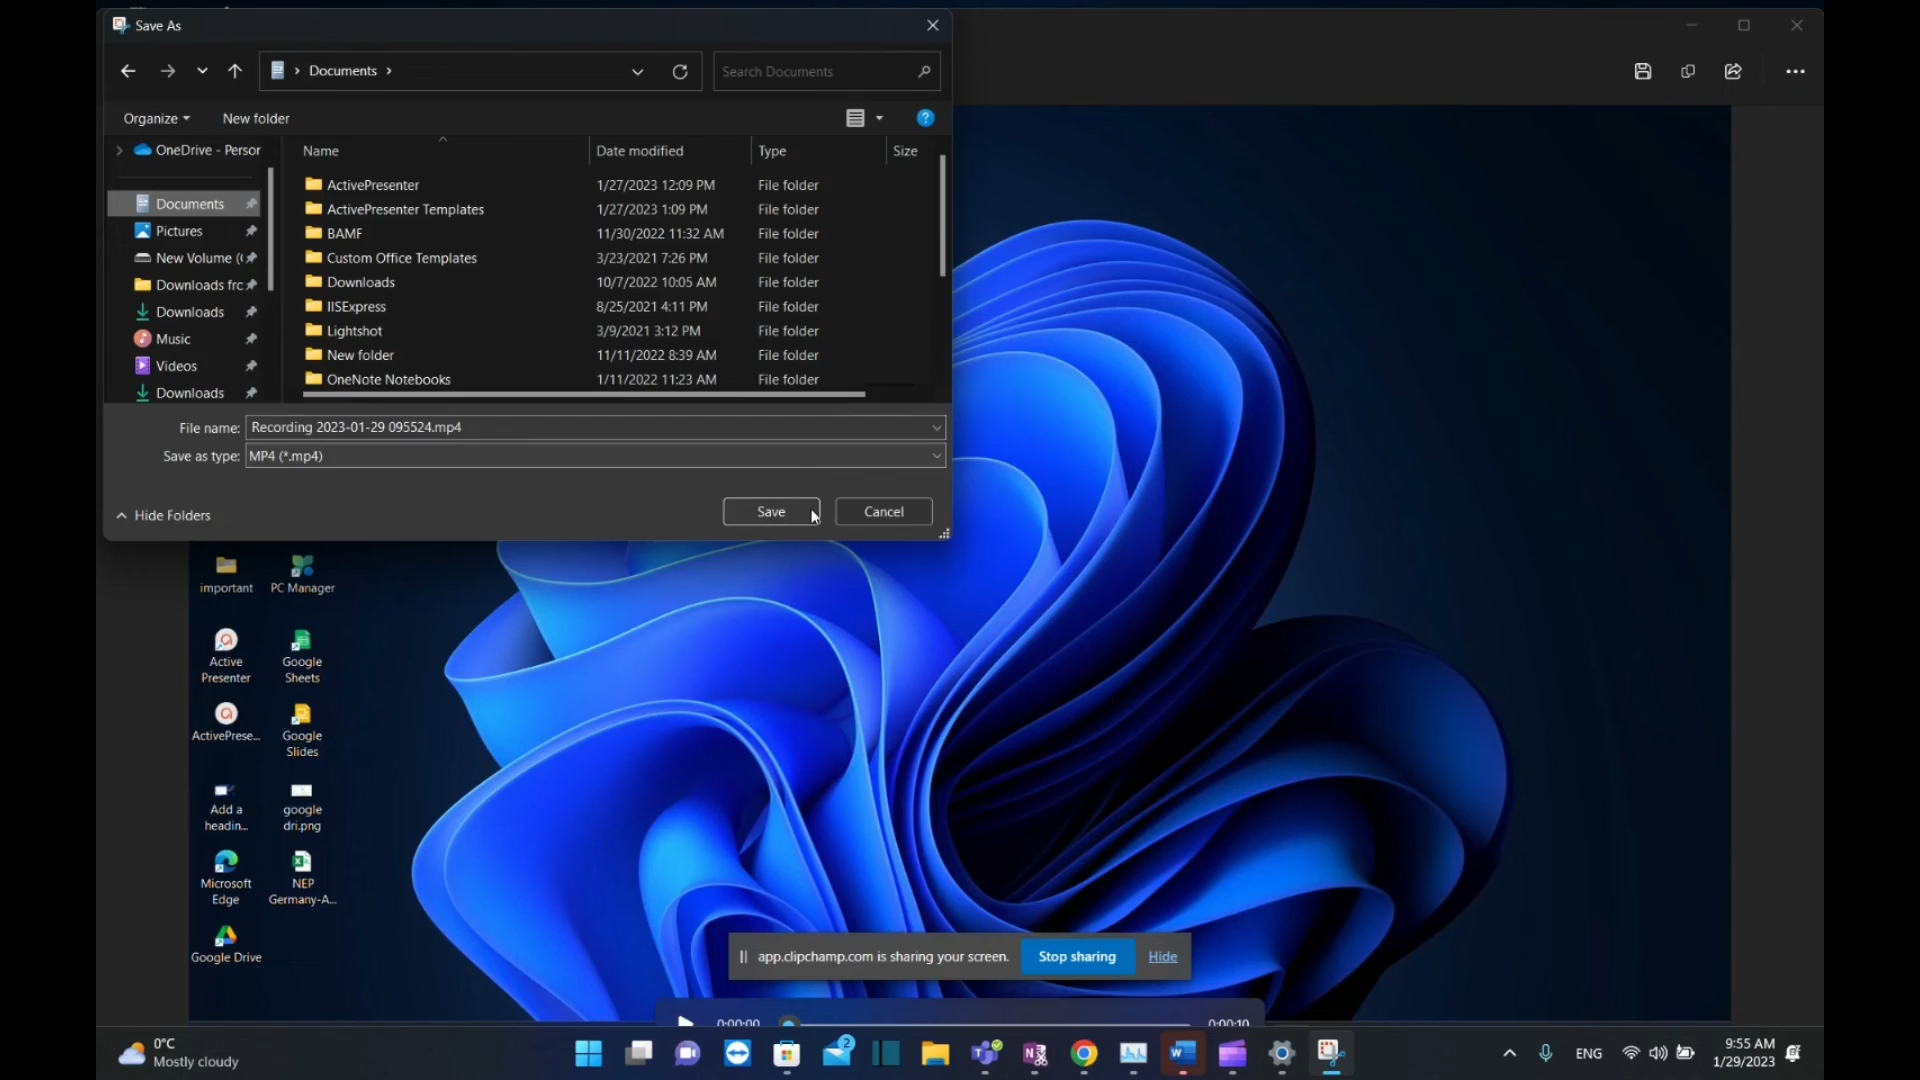 Save As
Documents
Search Documents
Organize
New folder
OneDrive - Persor
Documents
Pictures
New Volume (
Downloads frc
Downloads
Music
Videos
Downloads
Name Date modified Type Size
ActivePresenter 1/27/2023 12:09 PM File folder
ActivePresenter Templates 1/27/2023 1:09 PM File folder
BAMF 11/30/2022 11:32 AM File folder
Custom Office Templates 3/23/2021 7:26 PM File folder
Downloads 10/7/2022 10:05 AM File folder
IISExpress 8/25/2021 4:11 PM File folder
Lightshot 3/9/2021 3:12 PM File folder
New folder 11/11/2022 8:39 AM File folder
OneNote Notebooks 1/11/2022 11:23 AM File folder
File name: Recording 2023-01-29 095524.mp4
Save as type: MP4 (*.mp4)
Hide Folders
Save
Cancel
important
PC Manager
Active
Presenter
Google
Sheets
ActivePrese...
Google
Slides
Add a
headin...
google
dri.png
Microsoft
Edge
NEP
Germany-A...
Google Drive
app.clipchamp.com is sharing your screen.
Stop sharing
Hide
0:00:00
0:00:10
0°C
Mostly cloudy
2
ENG
9:55 AM
1/29/2023